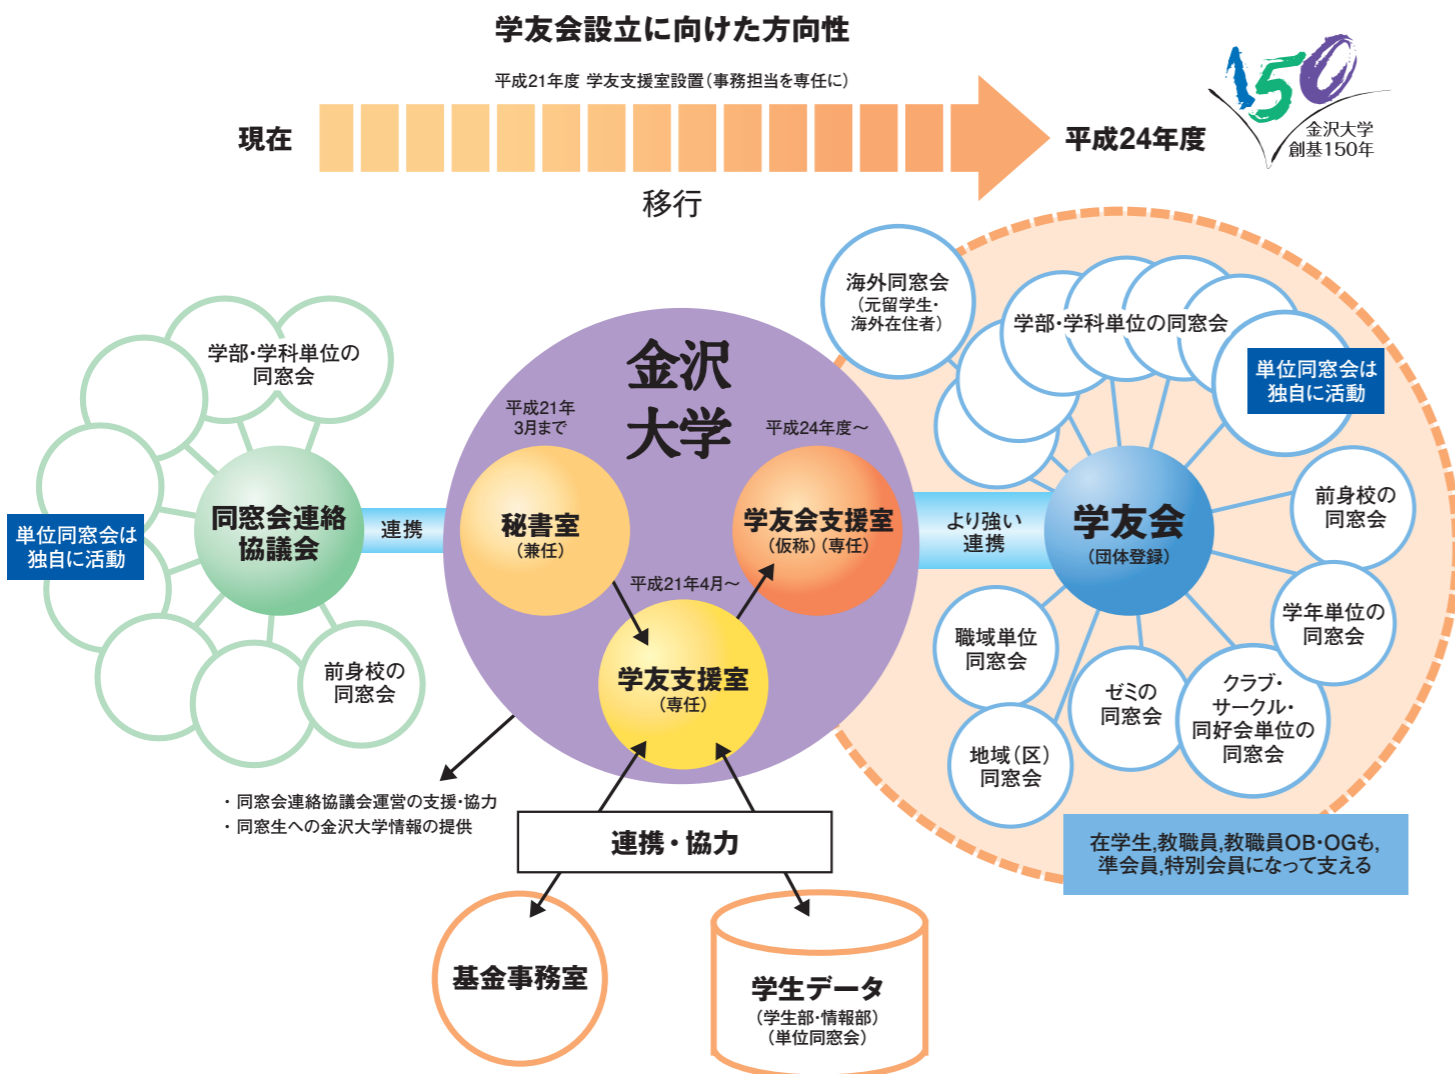 学友会設立に向けた方向性
平成21年度 学友支援室設置（事務担当を専任に）
現在
平成24年度
移行
150
金沢大学
創基150年
学部・学科単位の
同窓会
単位同窓会は
独自に活動
同窓会連絡
協議会
前身校の
同窓会
連携
金沢
大学
平成21年
3月まで
秘書室
（兼任）
平成21年4月～
学友支援室
（専任）
平成24年度～
学友会支援室
（仮称）（専任）
より強い
連携
学友会
（団体登録）
海外同窓会
（元留学生・
海外在住者）
学部・学科単位の同窓会
単位同窓会は
独自に活動
前身校の
同窓会
学年単位の
同窓会
クラブ・
サークル・
同好会単位の
同窓会
ゼミの
同窓会
職域単位
同窓会
地域（区）
同窓会
在学生,教職員,教職員OB・OGも,
準会員,特別会員になって支える
・同窓会連絡協議会運営の支援・協力
・同窓生への金沢大学情報の提供
連携・協力
基金事務室
学生データ
（学生部・情報部）
（単位同窓会）